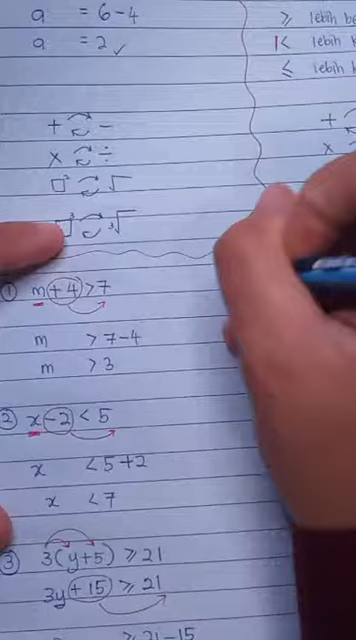 a = 6-4
a = 2 ✓
+ ⇄ -
× ⇄ ÷
□² ⇄ √
□³ ⇄ ³√
⩾ lebih
< lebih
≤ lebih
+
×
① m+4 > 7
m > 7-4
m > 3
② x-2 < 5
x < 5+2
x < 7
③ 3(y+5) ⩾ 21
3y+15 ⩾ 21
⩾ 21-15